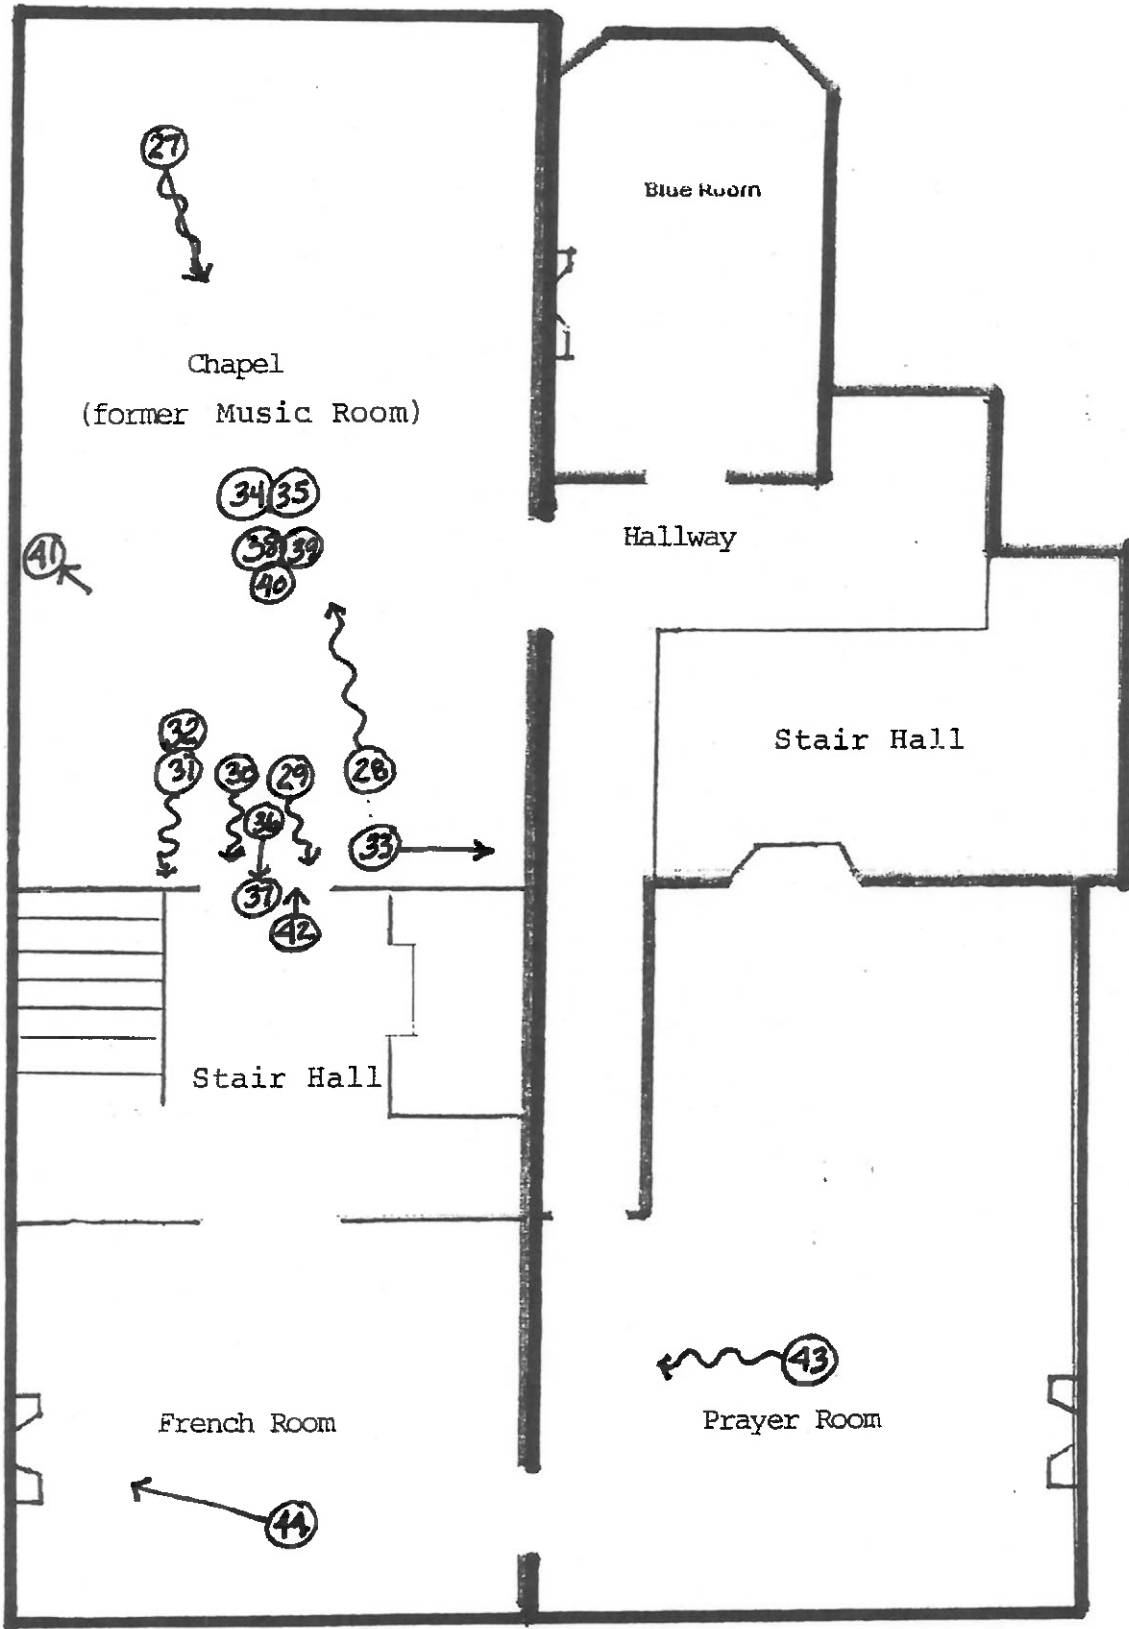 27
Blue Room
Chapel
(former Music Room)
34 35
Hallway
38 39
41
40
32
Stair Hall
31 30 29 28
36
33
37
42
Stair Hall
43
French Room
Prayer Room
44